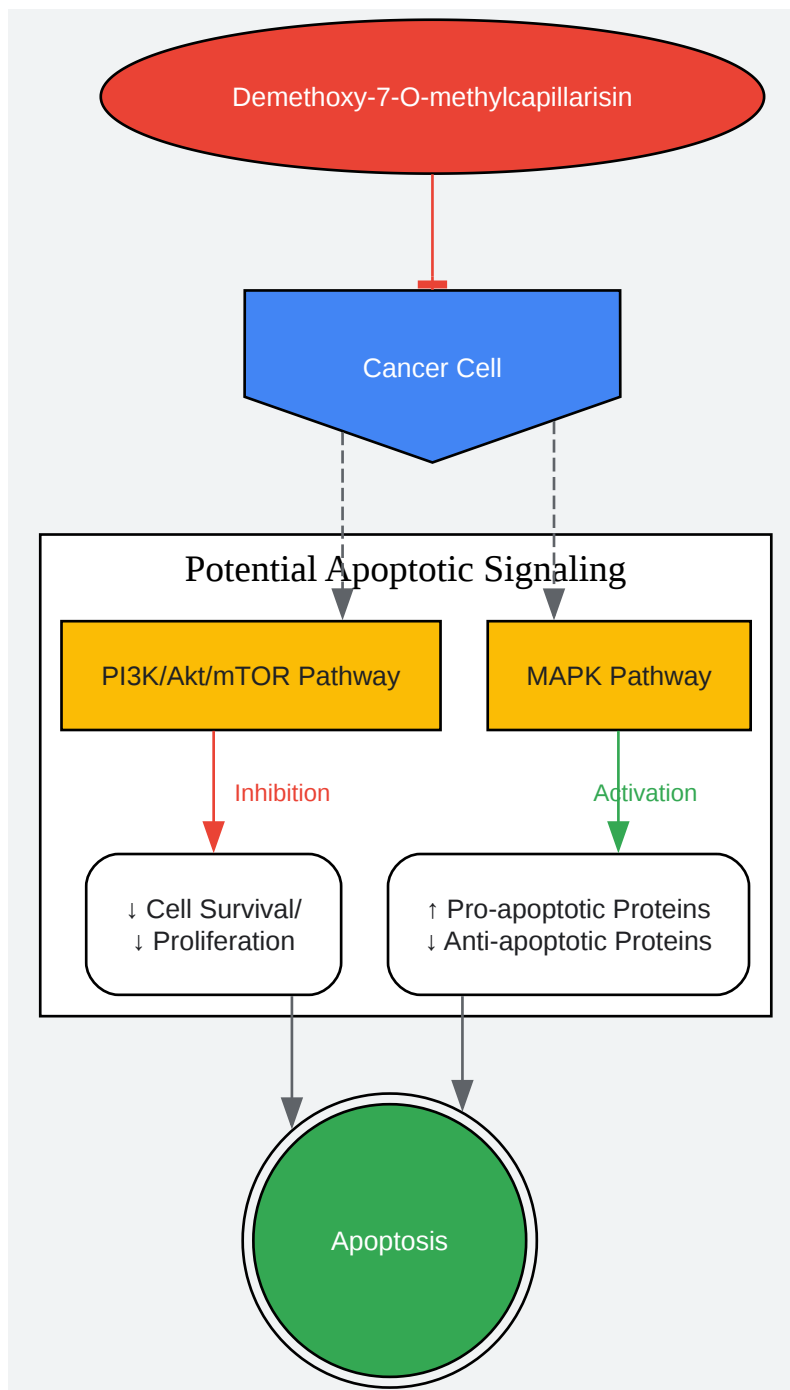 Demethoxy-7-O-methylcapillarisin
Cancer Cell
Potential Apoptotic Signaling
PI3K/Akt/mTOR Pathway
MAPK Pathway
Inhibition
Activation
↓ Cell Survival/
↓ Proliferation
↑ Pro-apoptotic Proteins
↓ Anti-apoptotic Proteins
Apoptosis